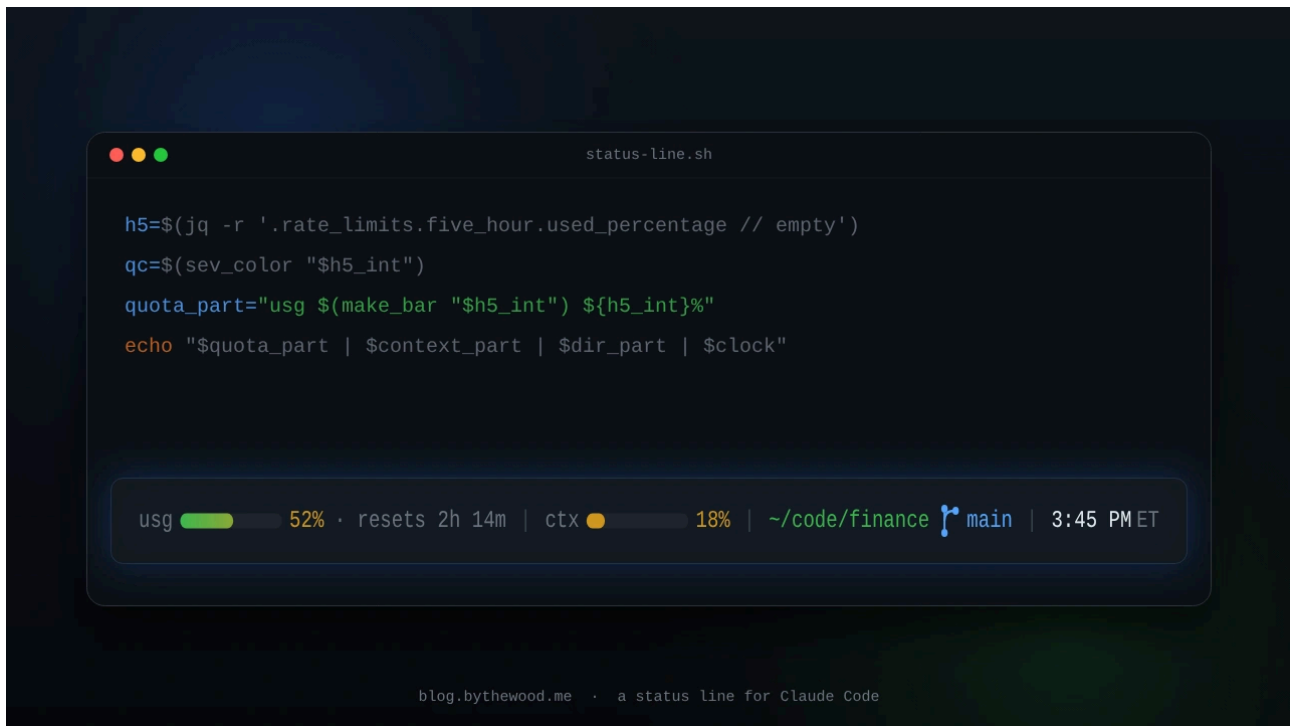 status-line.sh
h5=$(jq -r '.rate_limits.five_hour.used_percentage // empty')
qc=$(sev_color "$h5_int")
quota_part="usg $(make_bar "$h5_int") ${h5_int}%"
echo "$quota_part | $context_part | $dir_part | $clock"
usg 52% · resets 2h 14m | ctx 18% | ~/code/finance main | 3:45 PM ET
blog.bythewood.me · a status line for Claude Code